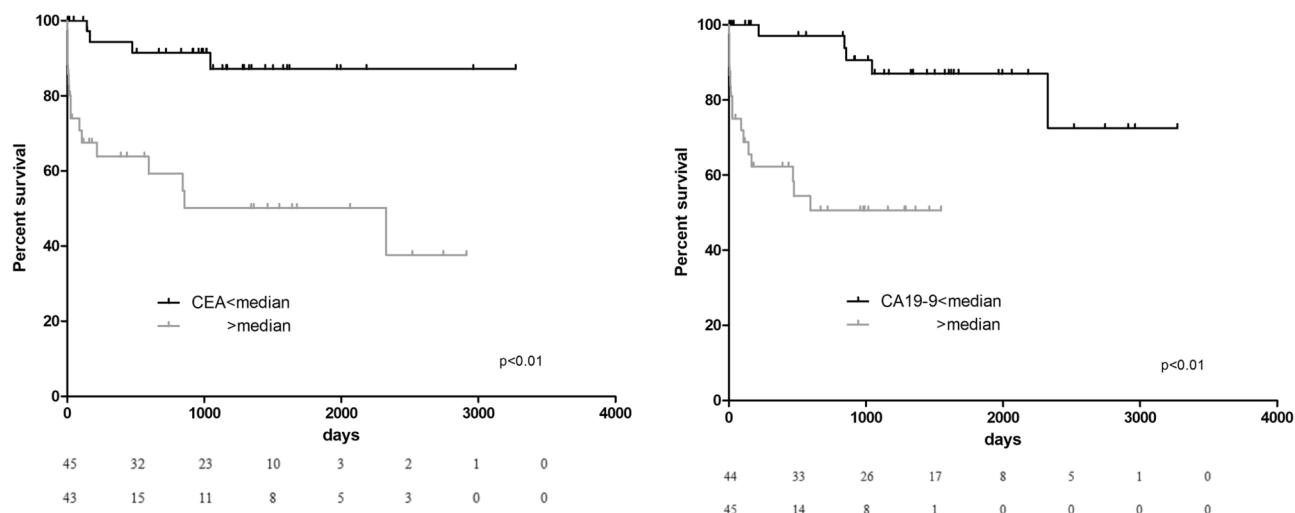 100
80
60
40
20
0
Percent survival
CEA<median
>median
p<0.01
0 1000 2000 3000 4000
days
45 32 23 10 3 2 1 0
43 15 11 8 5 3 0 0
100
80
60
40
20
0
Percent survival
CA19-9<median
>median
p<0.01
0 1000 2000 3000 4000
days
44 33 26 17 8 5 1 0
45 14 8 1 0 0 0 0